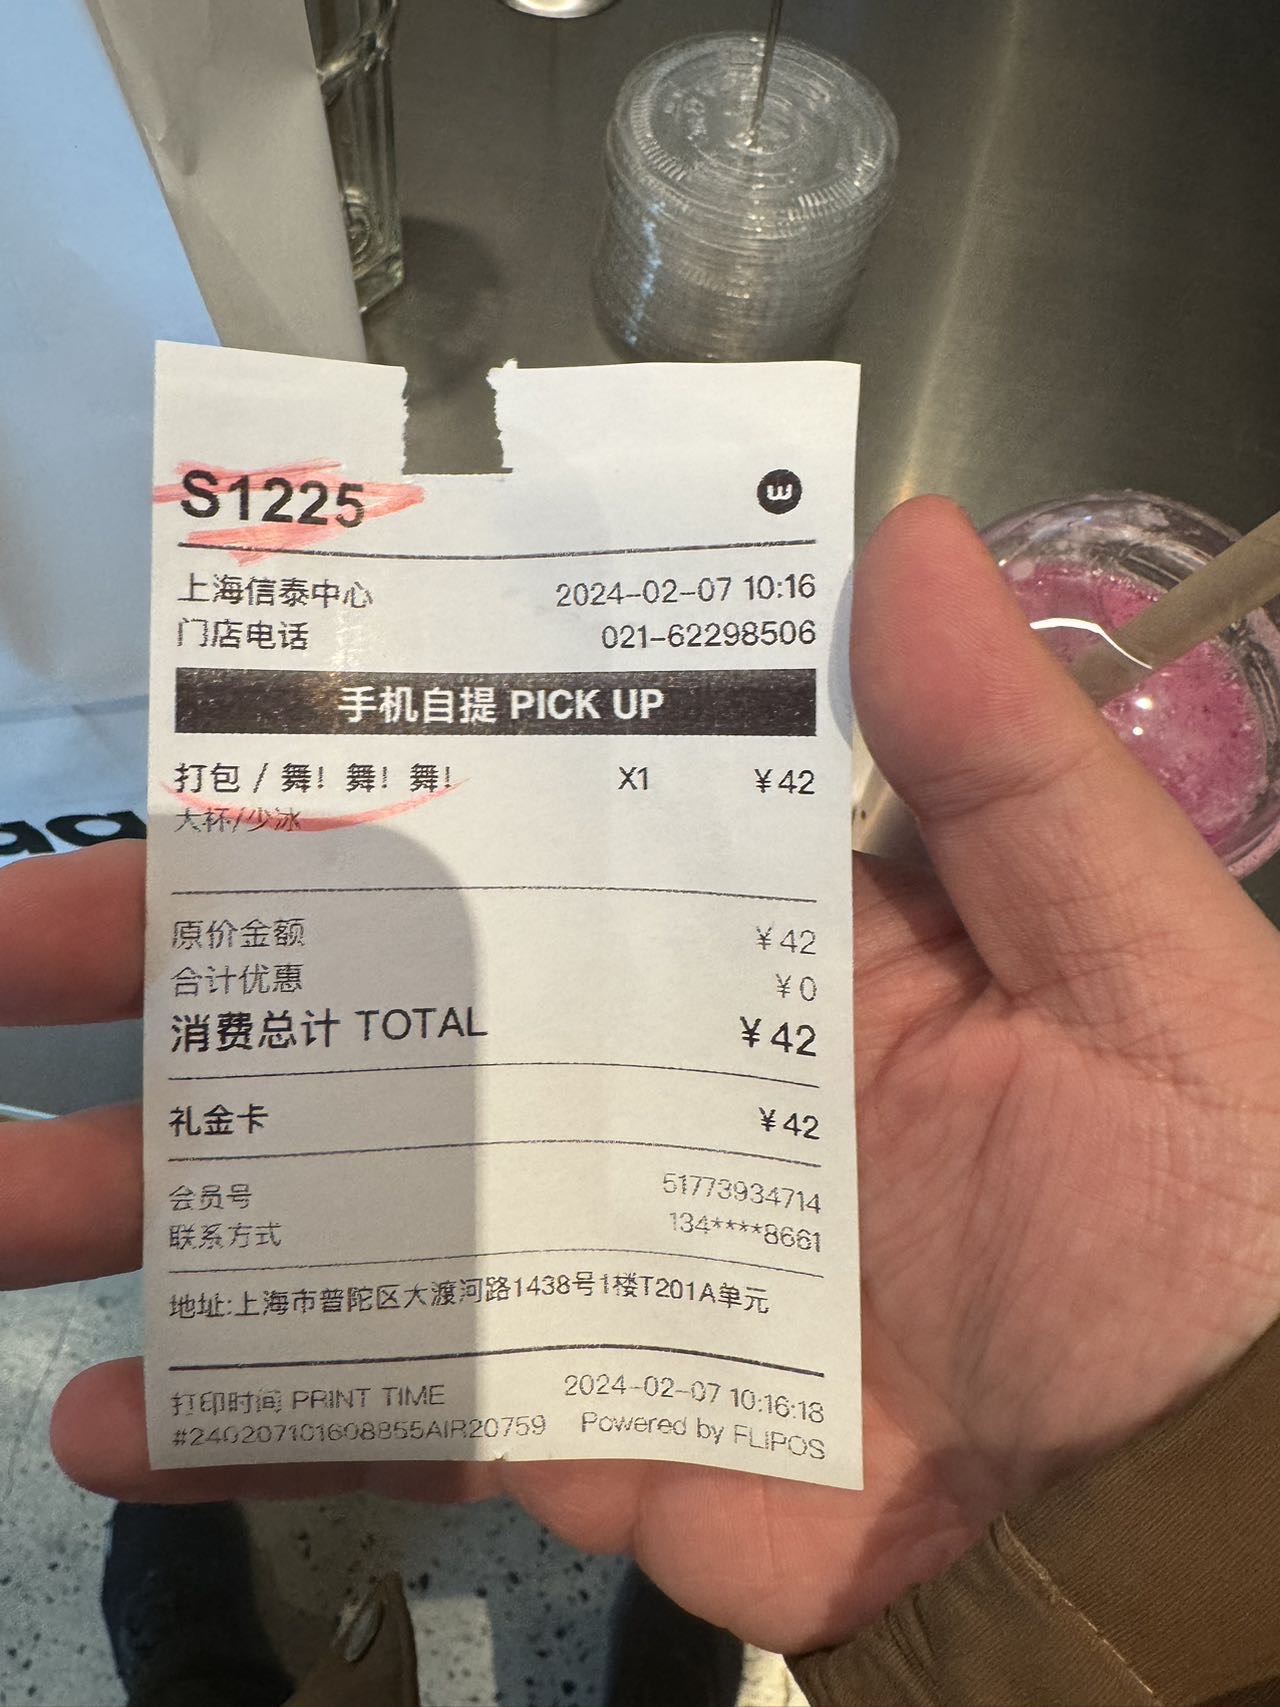 S1225
上海信泰中心 2024-02-07 10:16
门店电话 021-62298506
手机自提 PICK UP
打包 / 舞! 舞! 舞! X1 ¥42
大杯/少冰
原价金额 ¥42
合计优惠 ¥0
消费总计 TOTAL ¥42
礼金卡 ¥42
会员号 51773934714
联系方式 134****8661
地址:上海市普陀区大渡河路1438号1楼T201A单元
打印时间 PRINT TIME 2024-02-07 10:16:18
#240207101608855AIR20759 Powered by FLIPOS